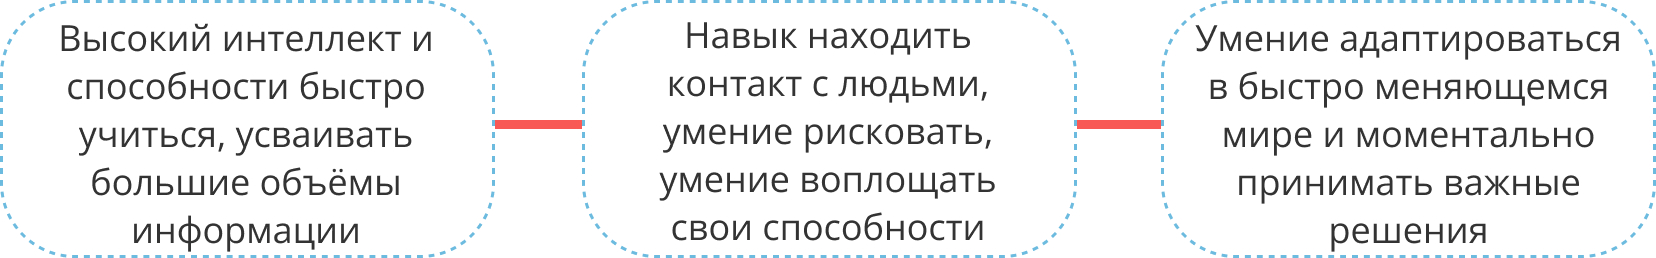 Высокий интеллект и
способности быстро
учиться, усваивать
большие объёмы
информации
Навык находить
контакт с людьми,
умение рисковать,
умение воплощать
свои способности
Умение адаптироваться
в быстро меняющемся
мире и моментально
принимать важные
решения